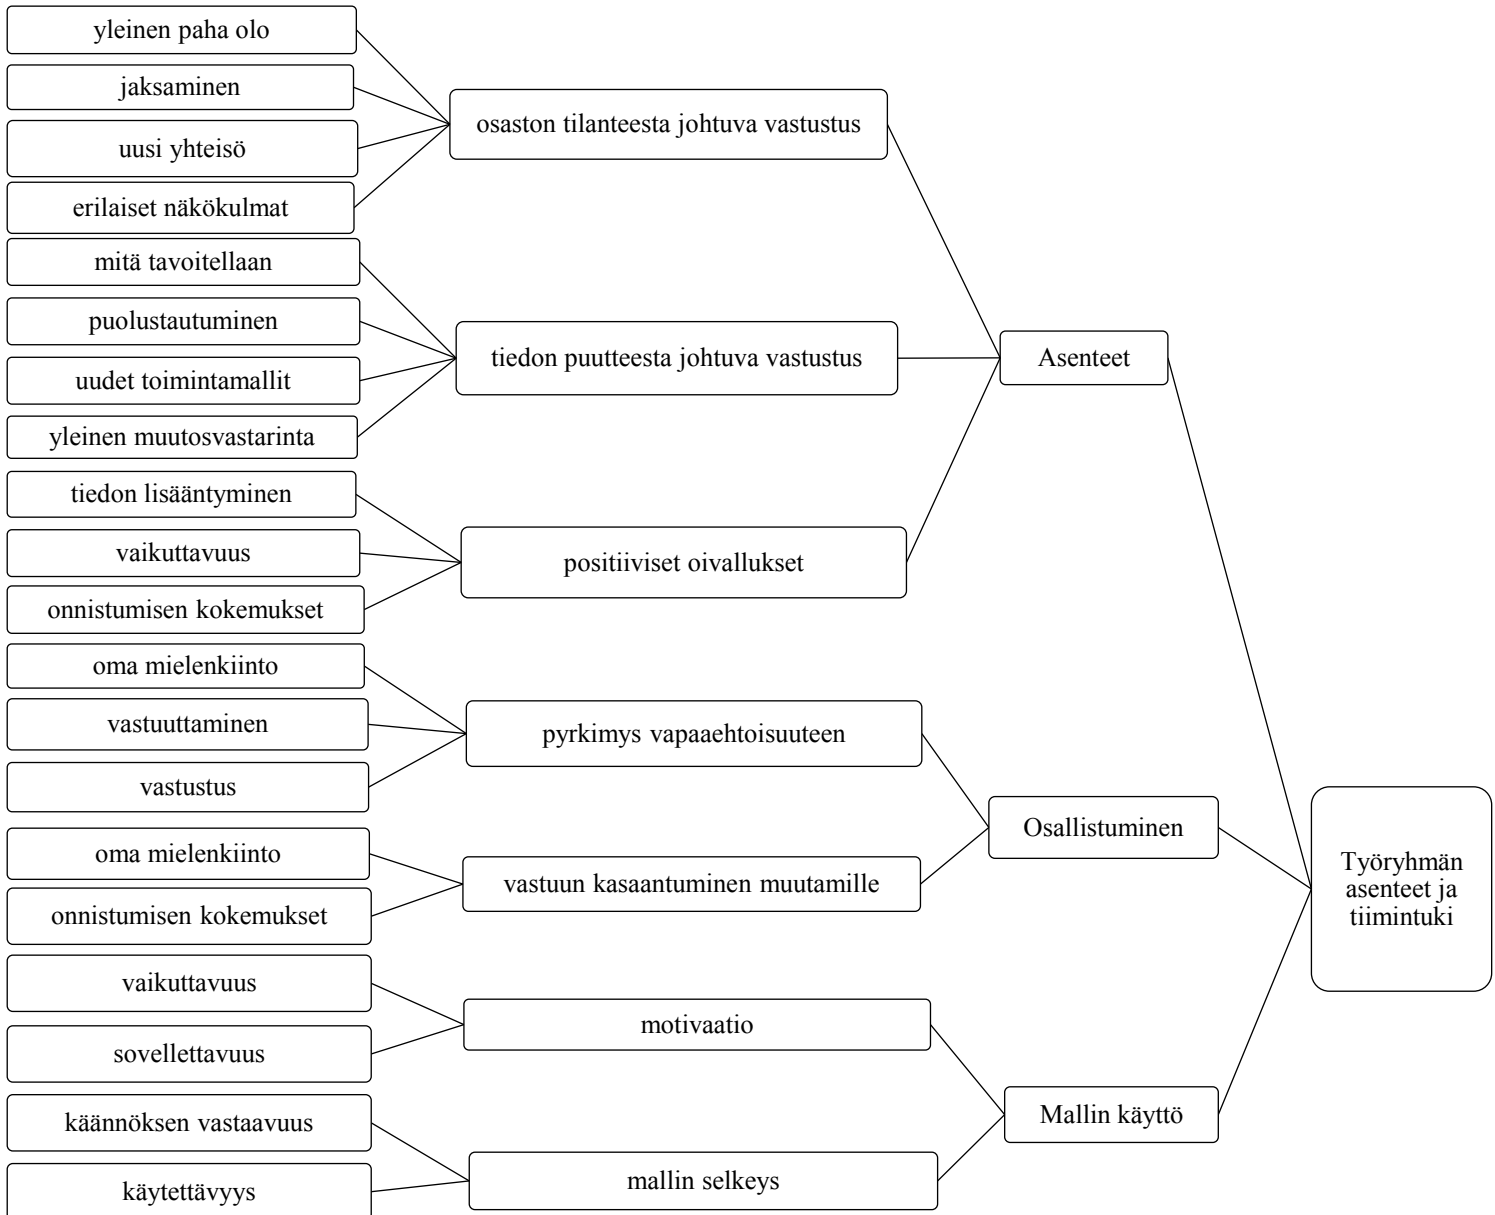 yleinen paha olo
jaksaminen
uusi yhteisö
erilaiset näkökulmat
mitä tavoitellaan
puolustautuminen
uudet toimintamallit
yleinen muutosvastarinta
tiedon lisääntyminen
vaikuttavuus
onnistumisen kokemukset
oma mielenkiinto
vastuuttaminen
vastustus
oma mielenkiinto
onnistumisen kokemukset
vaikuttavuus
sovellettavuus
käännöksen vastaavuus
käytettävyys
osaston tilanteesta johtuva vastustus
tiedon puutteesta johtuva vastustus
positiiviset oivallukset
pyrkimys vapaaehtoisuuteen
vastuun kasaantuminen muutamille
motivaatio
mallin selkeys
Asenteet
Osallistuminen
Mallin käyttö
Työryhmän
asenteet ja
tiimintuki